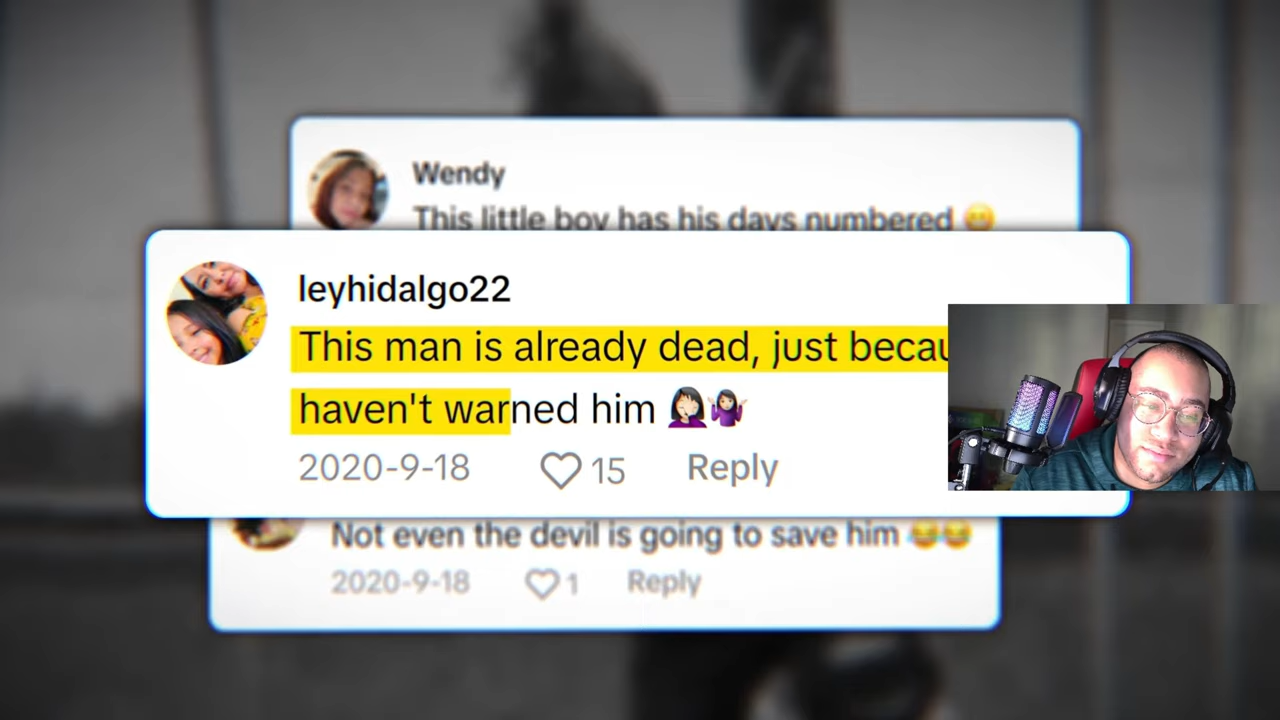 Wendy
This little boy has his days numbered 😄
leyhidalgo22
This man is already dead, just becau
haven't warned him 🤦🏻‍♀️🤷🏽‍♀️
2020-9-18 15 Reply
Not even the devil is going to save him 😂😂
2020-9-18 1 Reply